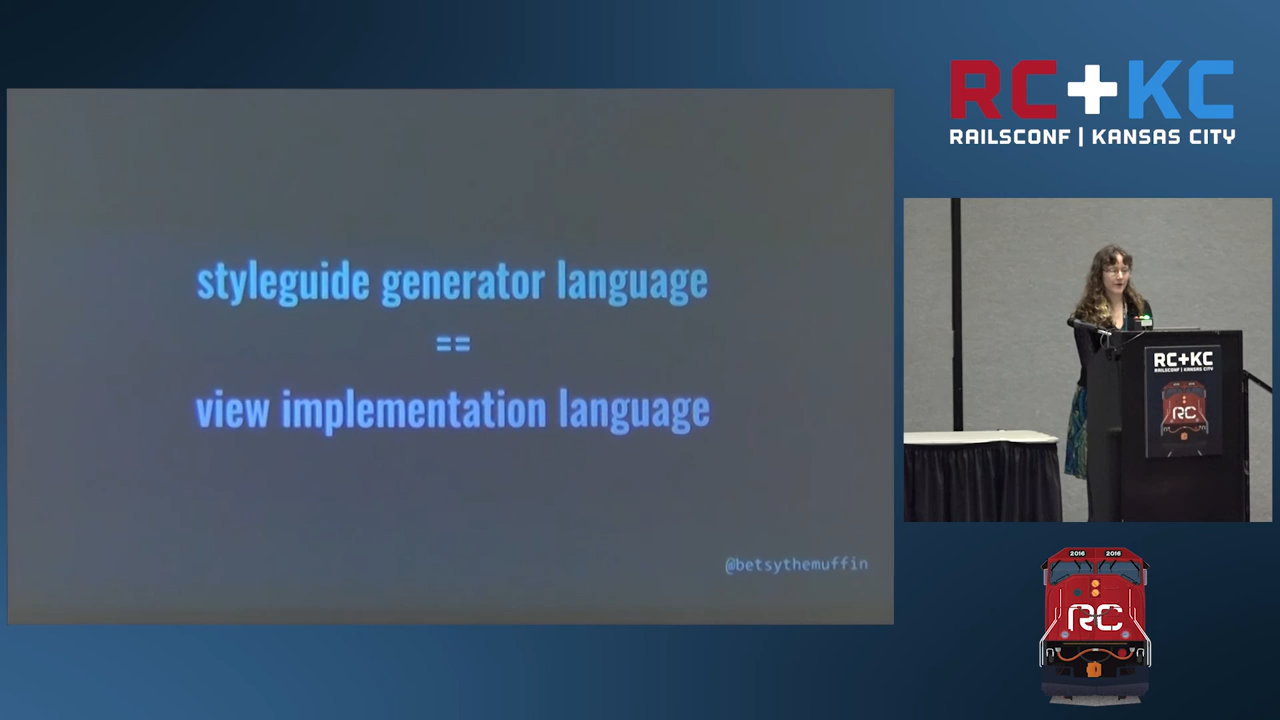 RC+KC
RAILSCONF | KANSAS CITY
styleguide generator language
==
view implementation language
@betsythemuffin
RC+KC
RAILSCONF | KANSAS CITY
RC
2016 2016
RC